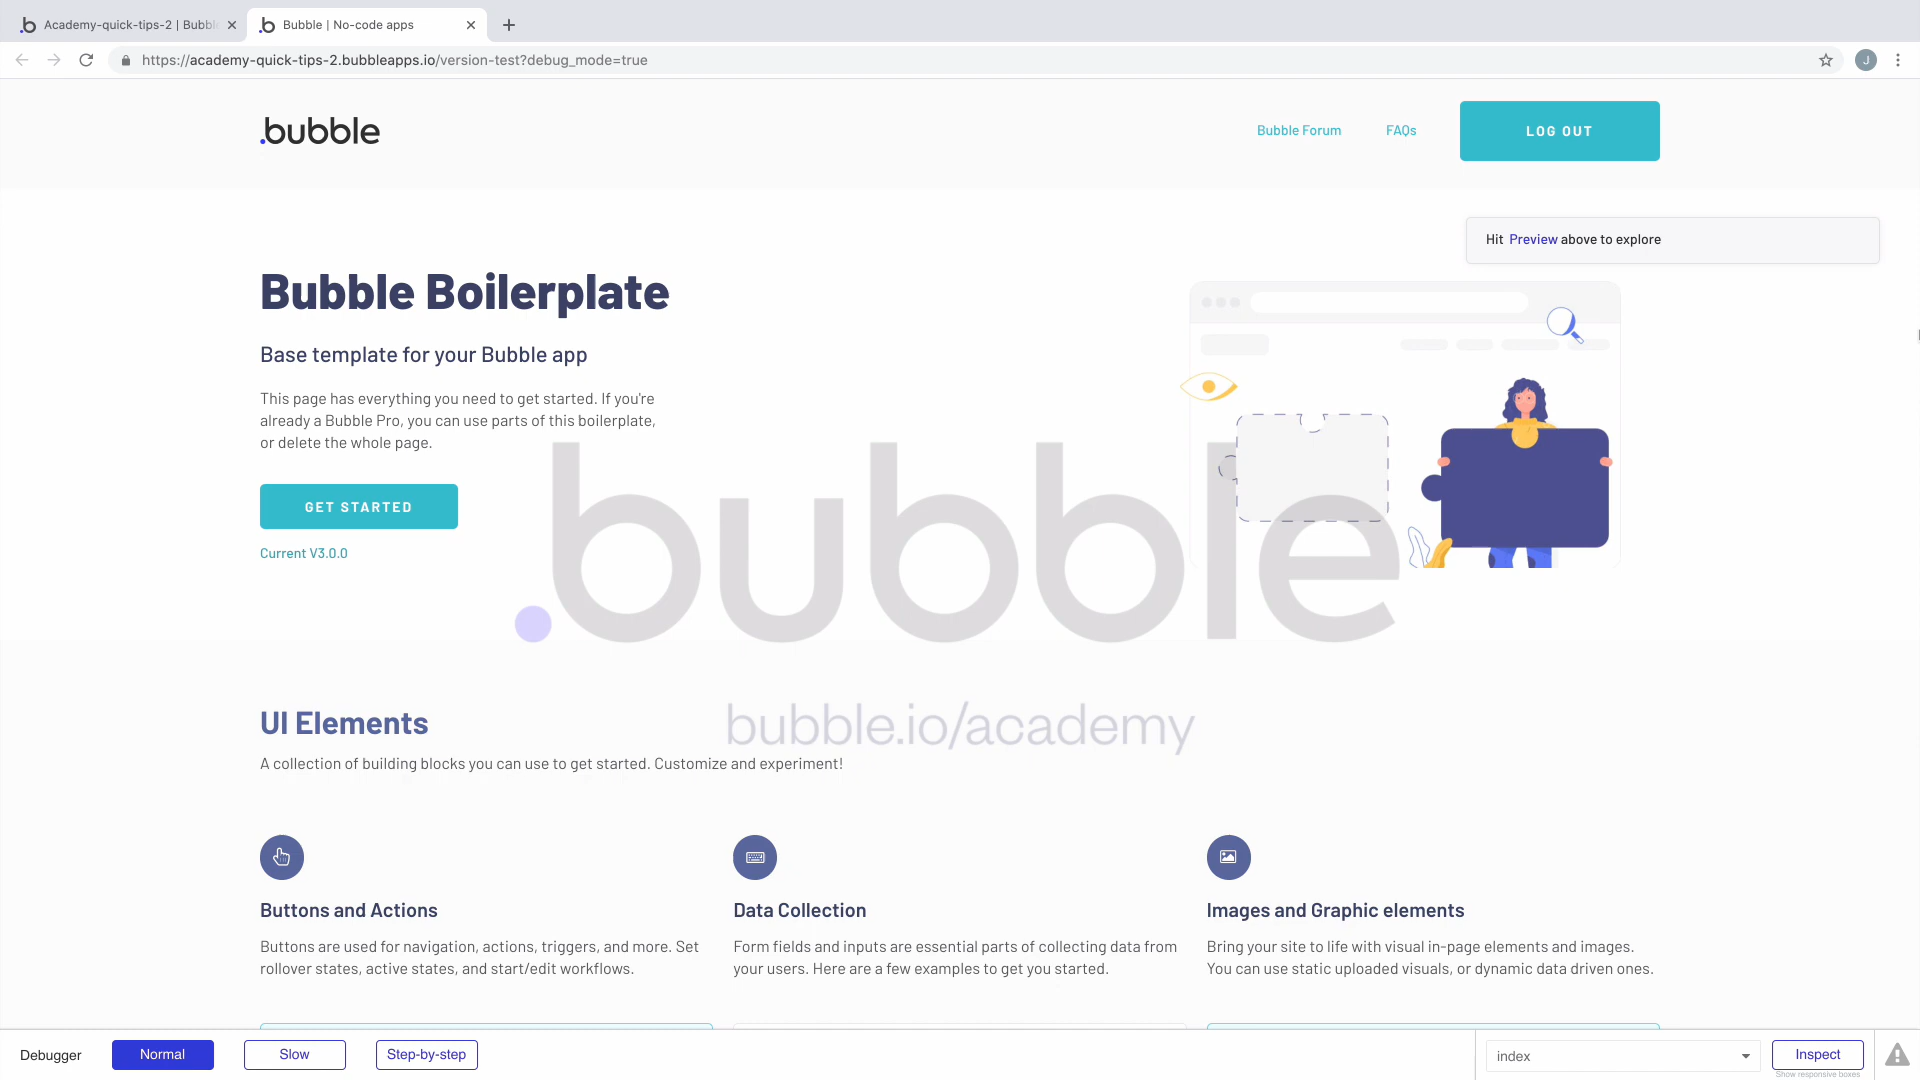 Academy-quick-tips-2 | Bubble
Bubble | No-code apps
https://academy-quick-tips-2.bubbleapps.io/version-test?debug_mode=true
J
.bubble
Bubble Forum
FAQs
LOG OUT
Hit Preview above to explore
Bubble Boilerplate
Base template for your Bubble app
This page has everything you need to get started. If you're
already a Bubble Pro, you can use parts of this boilerplate,
or delete the whole page.
GET STARTED
Current V3.0.0
.bubble
bubble.io/academy
UI Elements
A collection of building blocks you can use to get started. Customize and experiment!
Buttons and Actions
Buttons are used for navigation, actions, triggers, and more. Set
rollover states, active states, and start/edit workflows.
Data Collection
Form fields and inputs are essential parts of collecting data from
your users. Here are a few examples to get you started.
Images and Graphic elements
Bring your site to life with visual in-page elements and images.
You can use static uploaded visuals, or dynamic data driven ones.
Debugger
Normal
Slow
Step-by-step
index
Inspect
Show responsive boxes